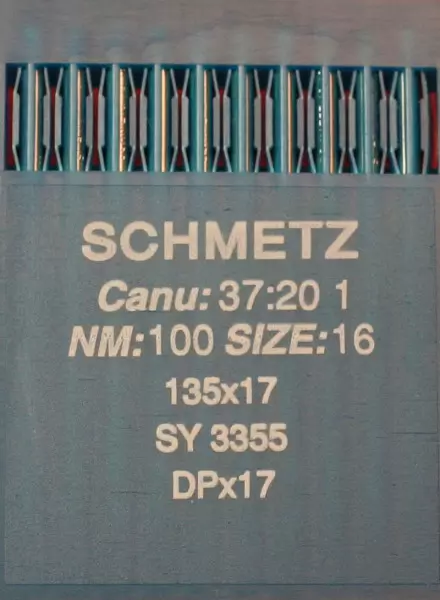 SCHMETZ
Canu: 37:20 1
NM:100 SIZE:16
135x17
SY 3355
DPx17